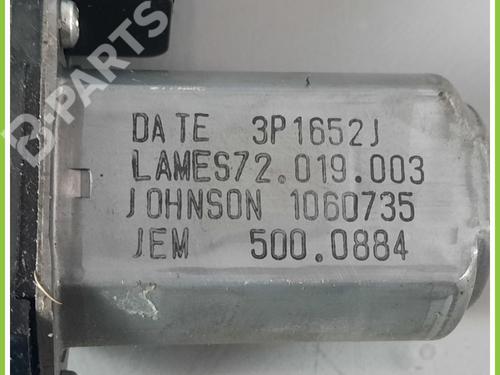 B-PARTS
DATE 3P1652J
LAMES72.019.003
JOHNSON 1060735
JEM 500.0884